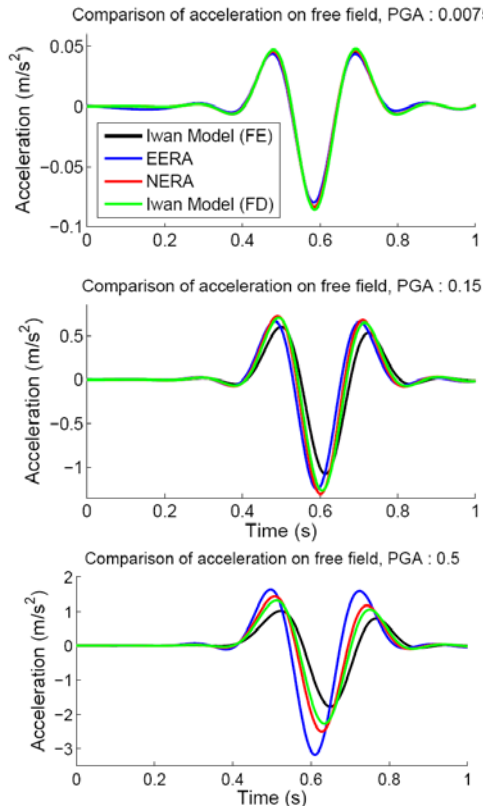 Comparison of acceleration on free field, PGA : 0.0075
Acceleration (m/s²)
0.05
0
−0.05
−0.1
Iwan Model (FE)
EERA
NERA
Iwan Model (FD)
0 0.2 0.4 0.6 0.8 1
Comparison of acceleration on free field, PGA : 0.15
Acceleration (m/s²)
0.5
0
−0.5
−1
0 0.2 0.4 0.6 0.8 1
Time (s)
Comparison of acceleration on free field, PGA : 0.5
Acceleration (m/s²)
2
1
0
−1
−2
−3
0 0.2 0.4 0.6 0.8 1
Time (s)